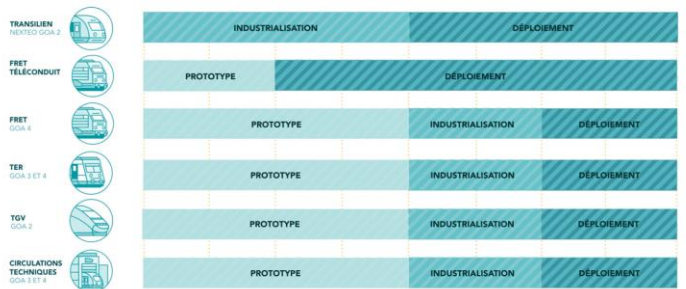 TRANSILIEN
NEXTEO GOA 2
INDUSTRIALISATION
DÉPLOIEMENT
FRET
TÉLÉCONDUIT
PROTOTYPE
DÉPLOIEMENT
FRET
GOA 4
PROTOTYPE
INDUSTRIALISATION
DÉPLOIEMENT
TER
GOA 3 ET 4
PROTOTYPE
INDUSTRIALISATION
DÉPLOIEMENT
TGV
GOA 2
PROTOTYPE
INDUSTRIALISATION
DÉPLOIEMENT
CIRCULATIONS
TECHNIQUES
GOA 3 ET 4
PROTOTYPE
INDUSTRIALISATION
DÉPLOIEMENT